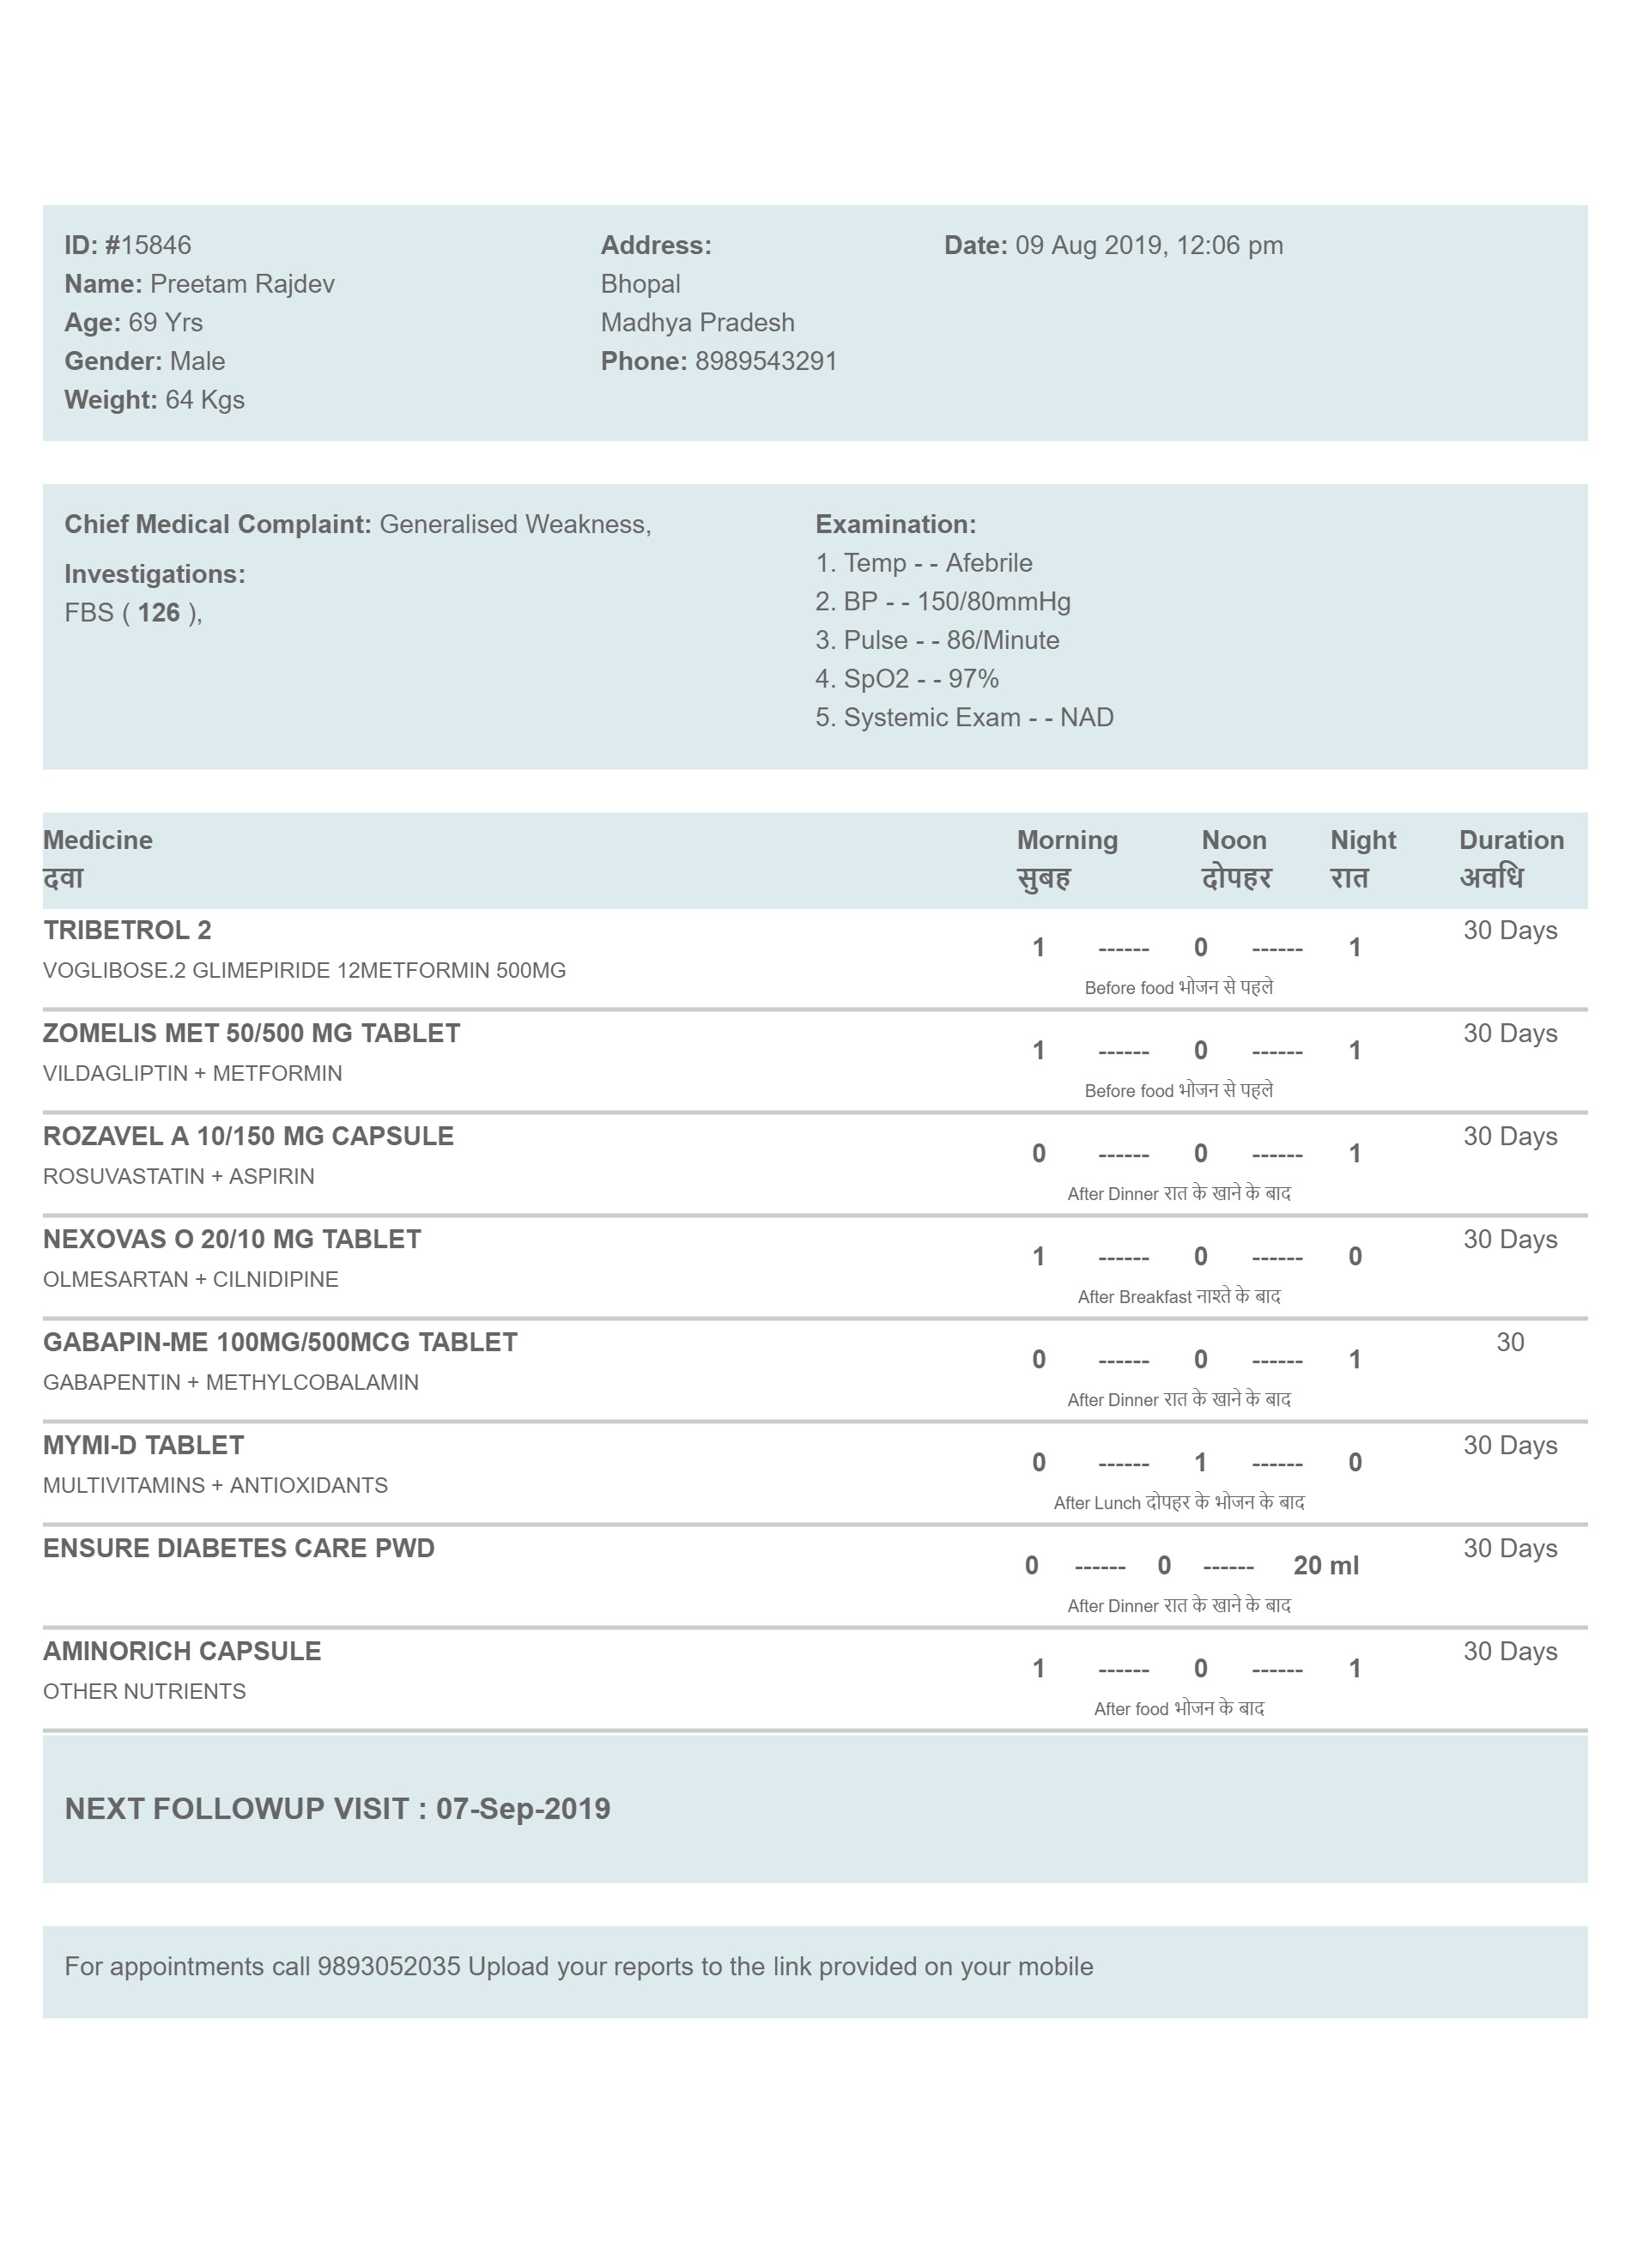 ID: #15846
Name: Preetam Rajdev
Age: 69 Yrs
Gender: Male
Weight: 64 Kgs
Address:
Bhopal
Madhya Pradesh
Phone: 8989543291
Date: 09 Aug 2019, 12:06 pm
Chief Medical Complaint: Generalised Weakness,
Investigations:
FBS ( 126 ),
Examination:
1. Temp - - Afebrile
2. BP - - 150/80mmHg
3. Pulse - - 86/Minute
4. SpO2 - - 97%
5. Systemic Exam - - NAD
Medicine Morning Noon Night Duration
दवा सुबह दोपहर रात अवधि
TRIBETROL 2 30 Days
1 ------ 0 ------ 1
VOGLIBOSE.2 GLIMEPIRIDE 12METFORMIN 500MG
Before food भोजन से पहले
ZOMELIS MET 50/500 MG TABLET 30 Days
1 ------ 0 ------ 1
VILDAGLIPTIN + METFORMIN
Before food भोजन से पहले
ROZAVEL A 10/150 MG CAPSULE 30 Days
0 ------ 0 ------ 1
ROSUVASTATIN + ASPIRIN
After Dinner रात के खाने के बाद
NEXOVAS O 20/10 MG TABLET 30 Days
1 ------ 0 ------ 0
OLMESARTAN + CILNIDIPINE
After Breakfast नाश्ते के बाद
GABAPIN-ME 100MG/500MCG TABLET 30
0 ------ 0 ------ 1
GABAPENTIN + METHYLCOBALAMIN
After Dinner रात के खाने के बाद
MYMI-D TABLET 30 Days
0 ------ 1 ------ 0
MULTIVITAMINS + ANTIOXIDANTS
After Lunch दोपहर के भोजन के बाद
ENSURE DIABETES CARE PWD 30 Days
0 ------ 0 ------ 20 ml
After Dinner रात के खाने के बाद
AMINORICH CAPSULE 30 Days
1 ------ 0 ------ 1
OTHER NUTRIENTS
After food भोजन के बाद
NEXT FOLLOWUP VISIT : 07-Sep-2019
For appointments call 9893052035 Upload your reports to the link provided on your mobile